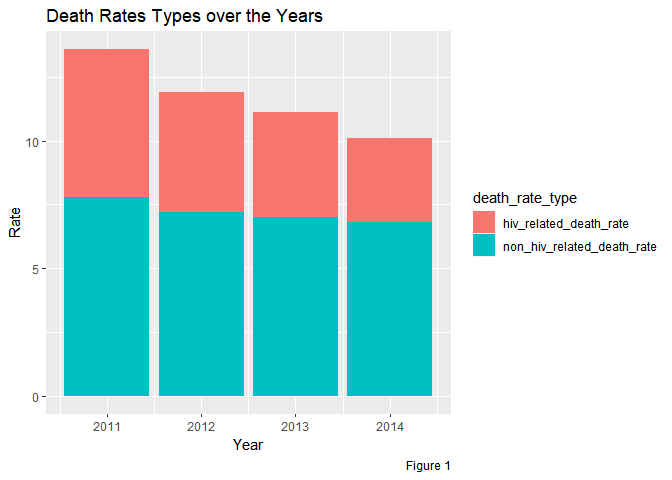 Death Rates Types over the Years
10
5
0
Rate
2011 2012 2013 2014
Year
death_rate_type
hiv_related_death_rate
non_hiv_related_death_rate
Figure 1